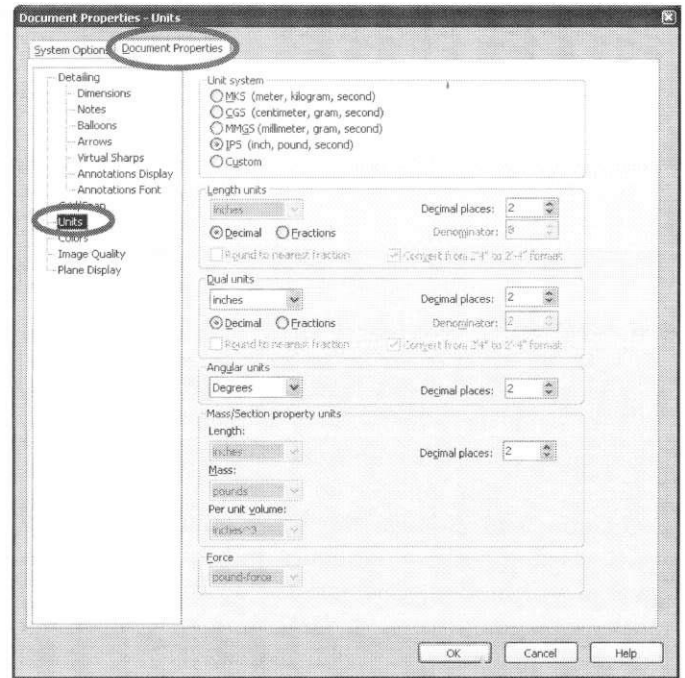 Document Properties - Units
System Options
Document Properties
Detailing
Dimensions
Notes
Balloons
Arrows
Virtual Sharps
Annotations Display
Annotations Font
Grid/Snap
Units
Colors
Image Quality
Plane Display
Unit system
MKS (meter, kilogram, second)
CGS (centimeter, gram, second)
MMGS (millimeter, gram, second)
IPS (inch, pound, second)
Custom
Length units
inches
Decimal places: 2
Decimal Fractions
Denominator: 8
Round to nearest fraction
Convert from 2'4" to 2'-4" format
Dual units
inches
Decimal places: 2
Decimal Fractions
Denominator: 2
Round to nearest fraction
Convert from 2'4" to 2'-4" format
Angular units
Degrees
Decimal places: 2
Mass/Section property units
Length:
inches
Decimal places: 2
Mass:
pounds
Per unit volume:
inches^3
Force
pound-force
OK Cancel Help